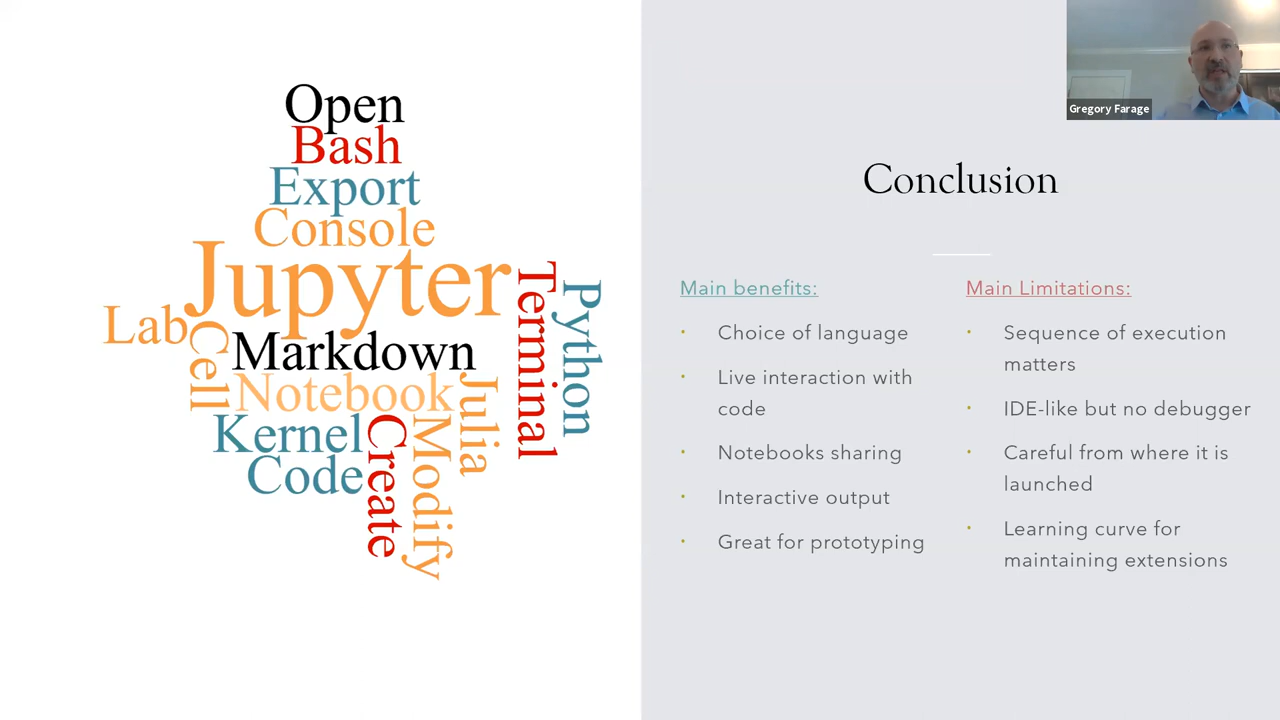 Open
Bash
Export
Console
Jupyter
Terminal
Python
Lab
Cell
Markdown
Notebook
Julia
Kernel
Create
Modify
Code
Gregory Farage
Conclusion
Main benefits:
• Choice of language
• Live interaction with
code
• Notebooks sharing
• Interactive output
• Great for prototyping
Main Limitations:
• Sequence of execution
matters
• IDE-like but no debugger
• Careful from where it is
launched
• Learning curve for
maintaining extensions